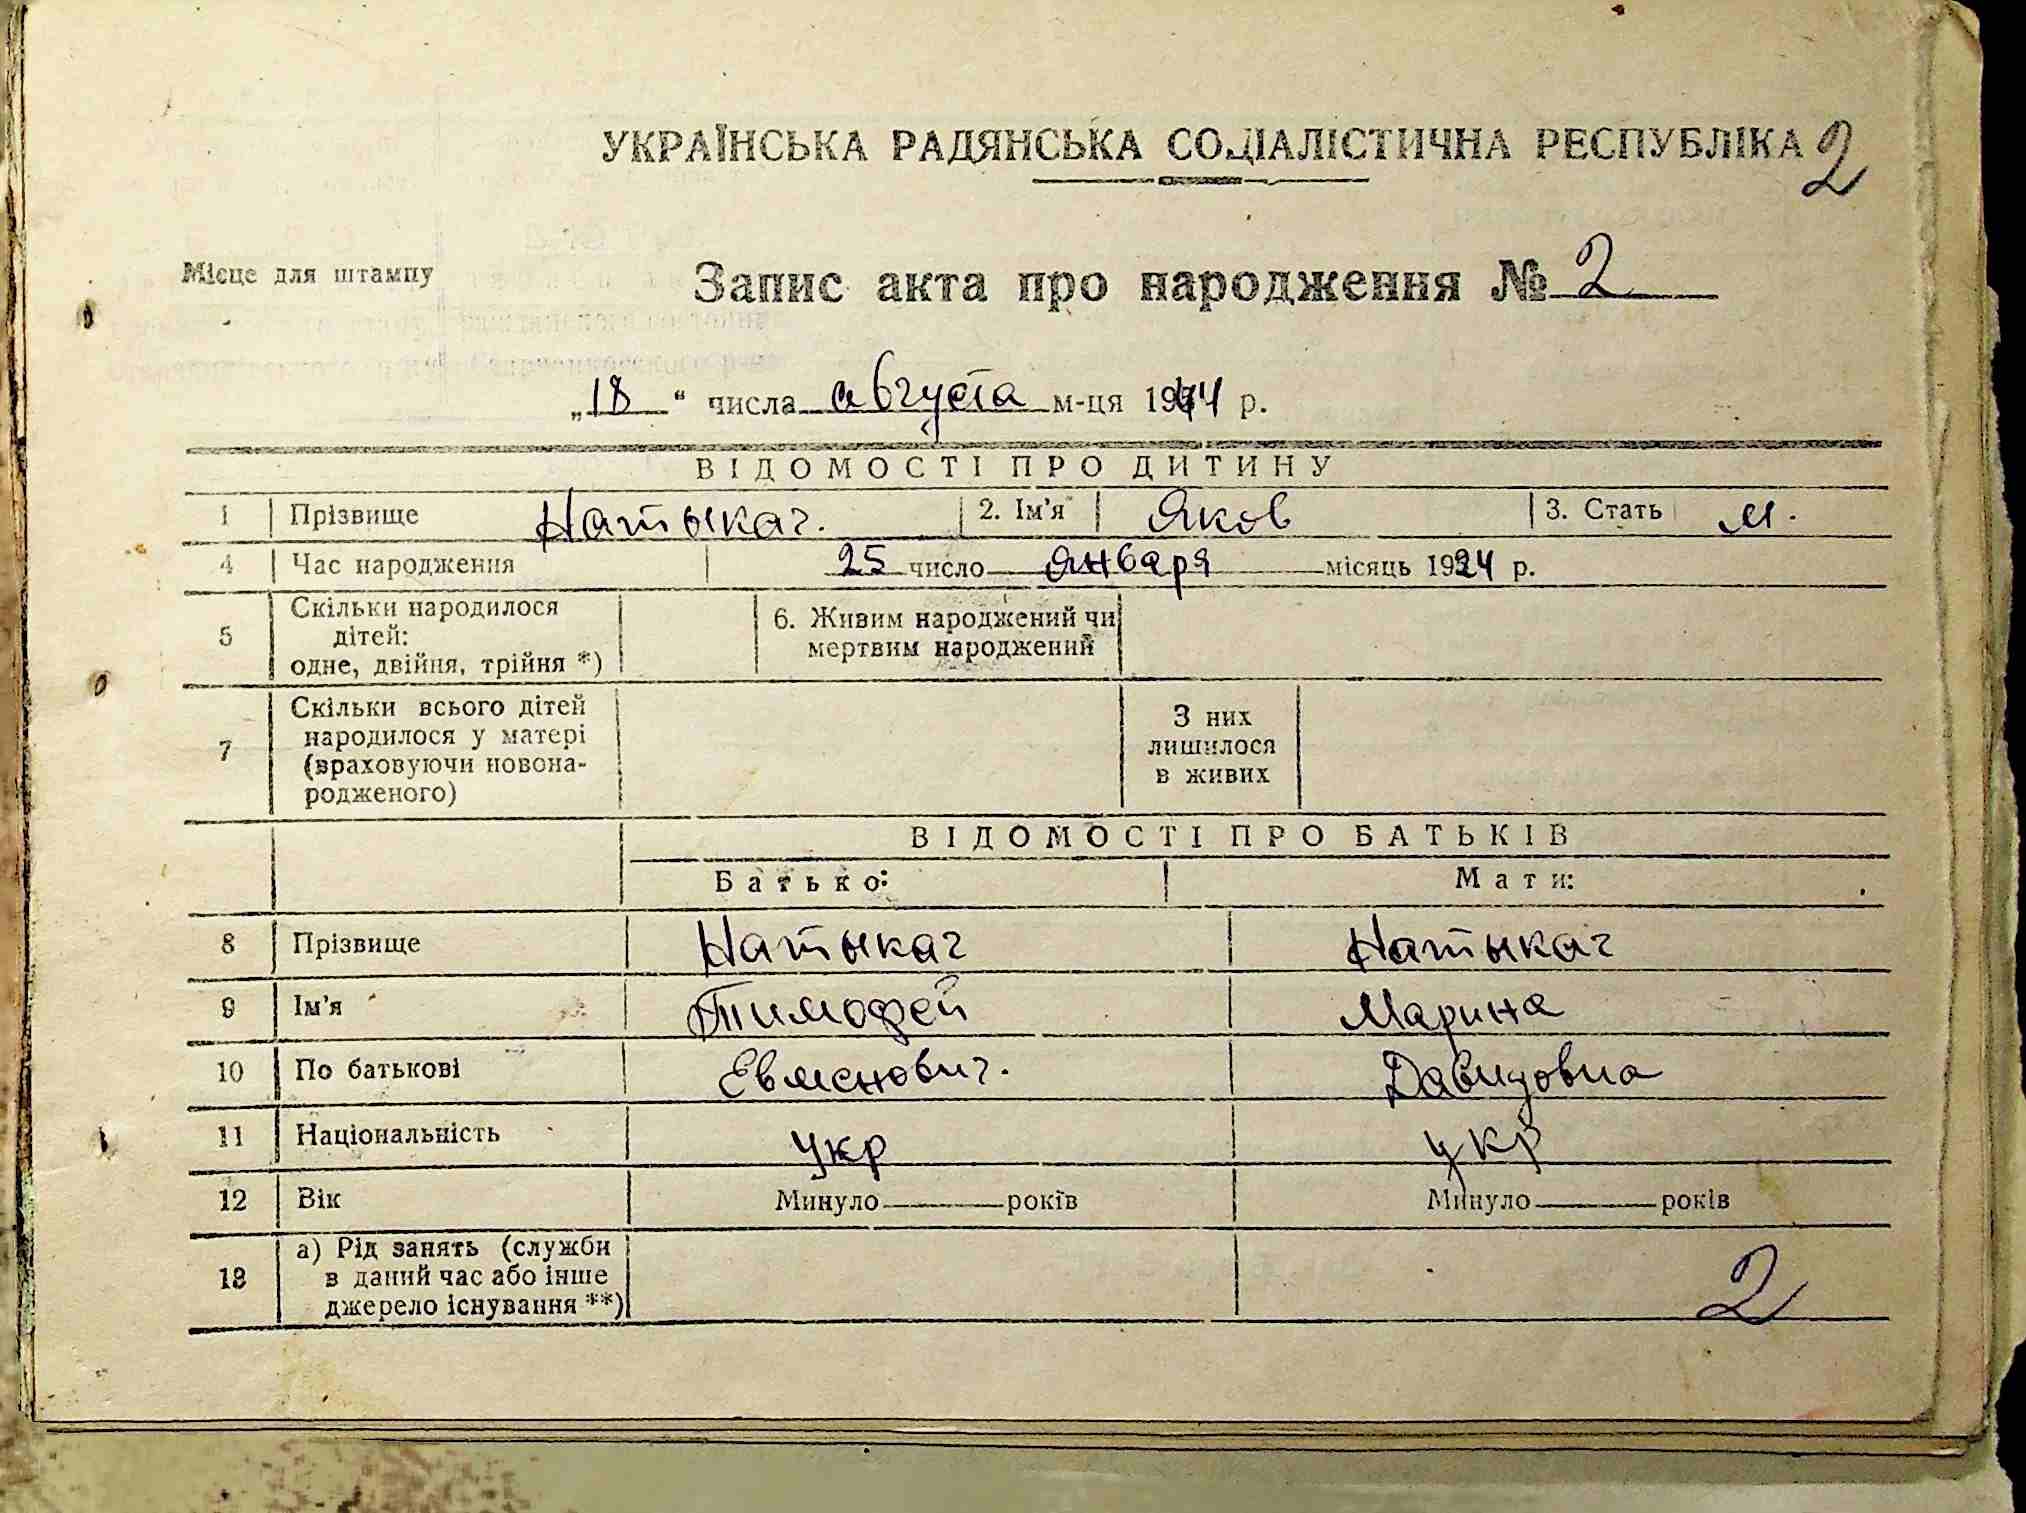 УКРАЇНСЬКА РАДЯНСЬКА СОЦІАЛІСТИЧНА РЕСПУБЛІКА 2
Місце для штампу
Запис акта про народження № 2
„18“ числа августа м-ця 1944 р.
ВІДОМОСТІ ПРО ДИТИНУ
1 Прізвище Натыкач. 2. Ім'я Яков 3. Стать м.
4 Час народження 25 число января місяць 1924 р.
5 Скільки народилося дітей: одне, двійня, трійня *) 6. Живим народжений чи мертвим народжений
7 Скільки всього дітей народилося у матері (враховуючи новонародженого) З них лишилося в живих
ВІДОМОСТІ ПРО БАТЬКІВ
Батько: Мати:
8 Прізвище Натыкач Натыкач
9 Ім'я Тимофей Марина
10 По батькові Евменович. Давидовна
11 Національність укр укр
12 Вік Минуло років Минуло років
13 а) Рід занять (служби в даний час або інше джерело існування **)
2